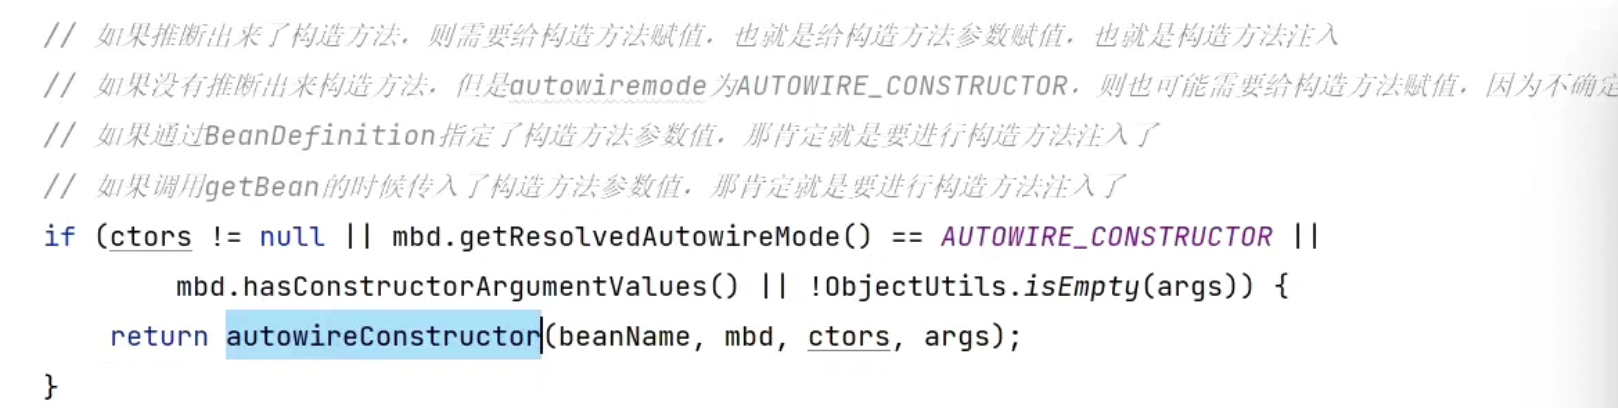 // 如果推断出来了构造方法，则需要给构造方法赋值，也就是给构造方法参数赋值，也就是构造方法注入
// 如果没有推断出来构造方法，但是autowiremode为AUTOWIRE_CONSTRUCTOR，则也可能需要给构造方法赋值，因为不确定
// 如果通过BeanDefinition指定了构造方法参数值，那肯定就是要进行构造方法注入了
// 如果调用getBean的时候传入了构造方法参数值，那肯定就是要进行构造方法注入了
if (ctors != null || mbd.getResolvedAutowireMode() == AUTOWIRE_CONSTRUCTOR ||
mbd.hasConstructorArgumentValues() || !ObjectUtils.isEmpty(args)) {
return autowireConstructor(beanName, mbd, ctors, args);
}